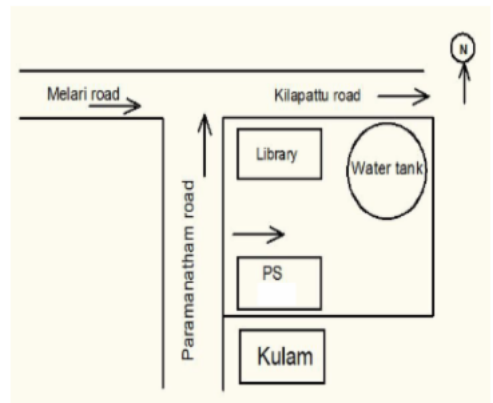 N
Melari road
Kilapattu road
Library
Water tank
Paramanatham road
PS
Kulam